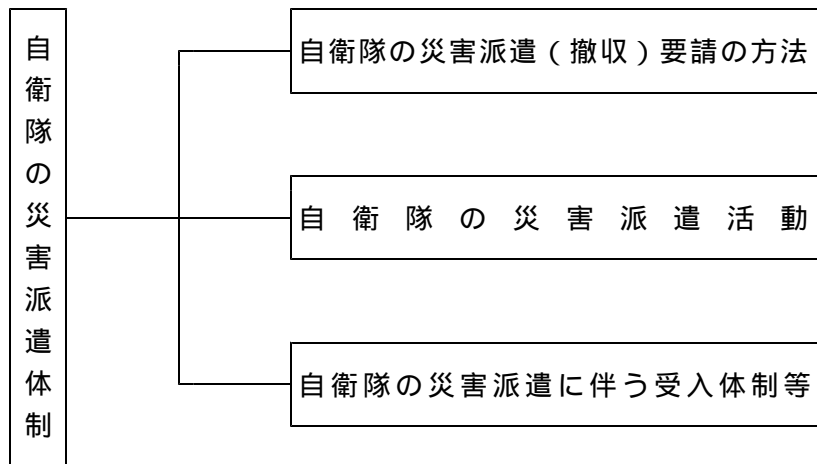 自衛隊の災害派遣体制
自衛隊の災害派遣（撤収）要請の方法
自衛隊の災害派遣活動
自衛隊の災害派遣に伴う受入体制等